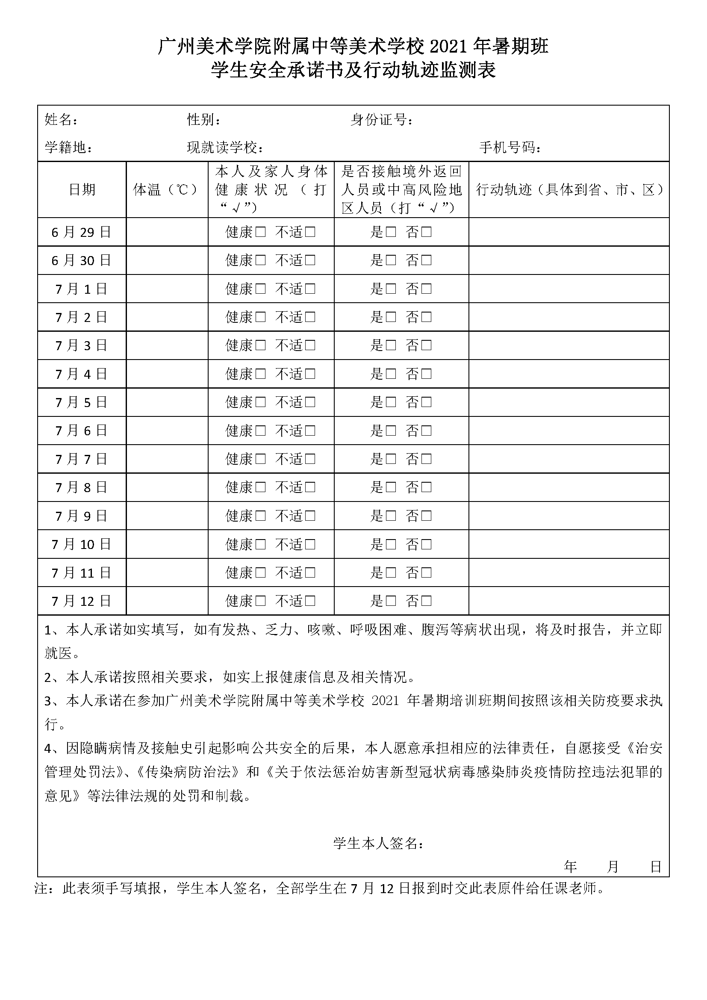 广州美术学院附属中等美术学校 2021 年暑期班
学生安全承诺书及行动轨迹监测表
姓名： 性别： 身份证号：
学籍地： 现就读学校： 手机号码：
日期 体温（℃） 本人及家人身体健康状况（打“√”） 是否接触境外返回人员或中高风险地区人员（打“√”） 行动轨迹（具体到省、市、区）
6 月 29 日 健康□ 不适□ 是□ 否□
6 月 30 日 健康□ 不适□ 是□ 否□
7 月 1 日 健康□ 不适□ 是□ 否□
7 月 2 日 健康□ 不适□ 是□ 否□
7 月 3 日 健康□ 不适□ 是□ 否□
7 月 4 日 健康□ 不适□ 是□ 否□
7 月 5 日 健康□ 不适□ 是□ 否□
7 月 6 日 健康□ 不适□ 是□ 否□
7 月 7 日 健康□ 不适□ 是□ 否□
7 月 8 日 健康□ 不适□ 是□ 否□
7 月 9 日 健康□ 不适□ 是□ 否□
7 月 10 日 健康□ 不适□ 是□ 否□
7 月 11 日 健康□ 不适□ 是□ 否□
7 月 12 日 健康□ 不适□ 是□ 否□
1、本人承诺如实填写，如有发热、乏力、咳嗽、呼吸困难、腹泻等病状出现，将及时报告，并立即
就医。
2、本人承诺按照相关要求，如实上报健康信息及相关情况。
3、本人承诺在参加广州美术学院附属中等美术学校 2021 年暑期培训班期间按照该相关防疫要求执
行。
4、因隐瞒病情及接触史引起影响公共安全的后果，本人愿意承担相应的法律责任，自愿接受《治安
管理处罚法》、《传染病防治法》和《关于依法惩治妨害新型冠状病毒感染肺炎疫情防控违法犯罪的
意见》等法律法规的处罚和制裁。
学生本人签名：
年 月 日
注：此表须手写填报，学生本人签名，全部学生在 7 月 12 日报到时交此表原件给任课老师。